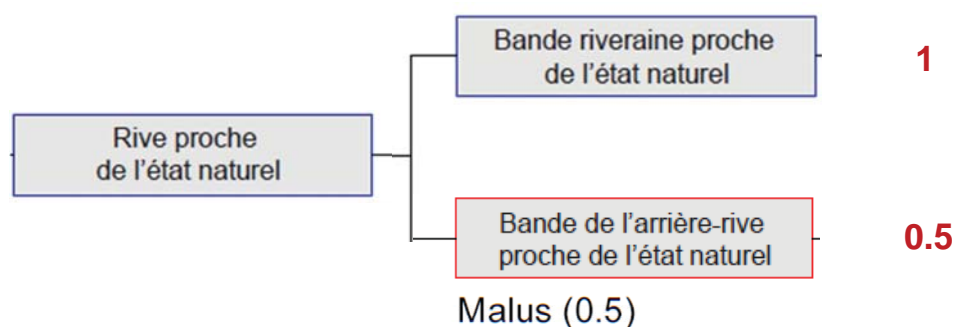 Bande riveraine proche
de l'état naturel
1
Rive proche
de l'état naturel
Bande de l'arrière-rive
proche de l'état naturel
0.5
Malus (0.5)